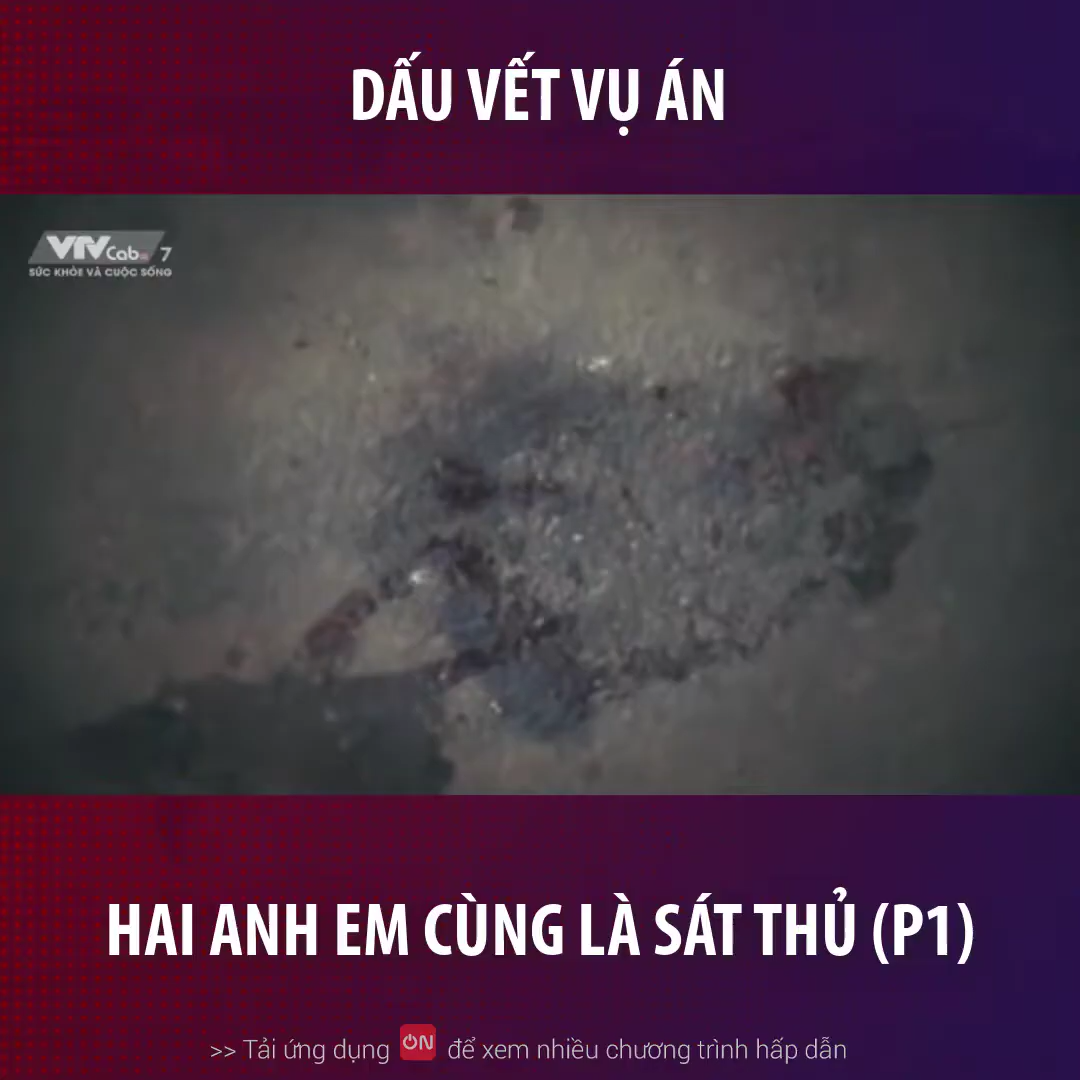 DẤU VẾT VỤ ÁN
VTVCab 7
SỨC KHỎE VÀ CUỘC SỐNG
HAI ANH EM CÙNG LÀ SÁT THỦ (P1)
>> Tải ứng dụng ON để xem nhiều chương trình hấp dẫn